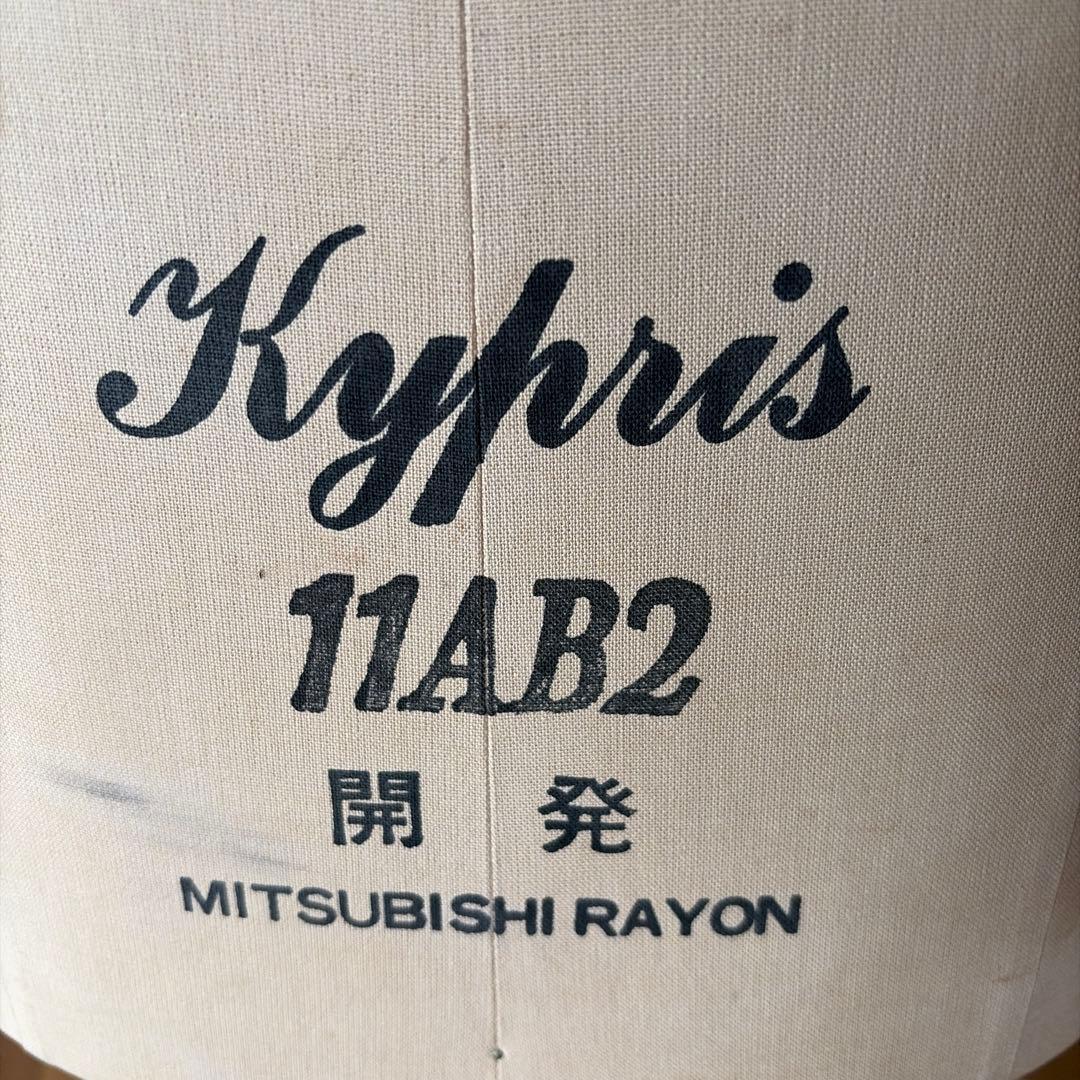 Kypris
11AB2
開 発
MITSUBISHI RAYON